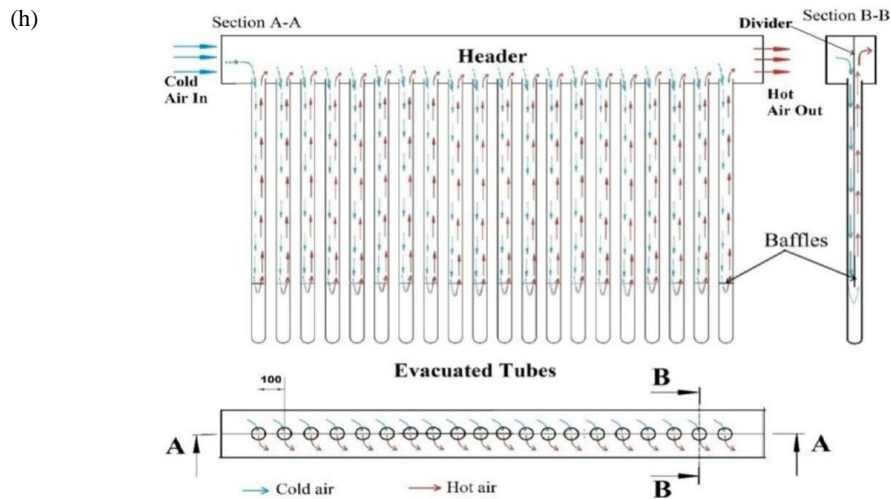 (h)
Section A-A
Divider
Section B-B
Header
Cold
Air In
Hot
Air Out
Baffles
Evacuated Tubes
100
B
A
A
B
Cold air
Hot air